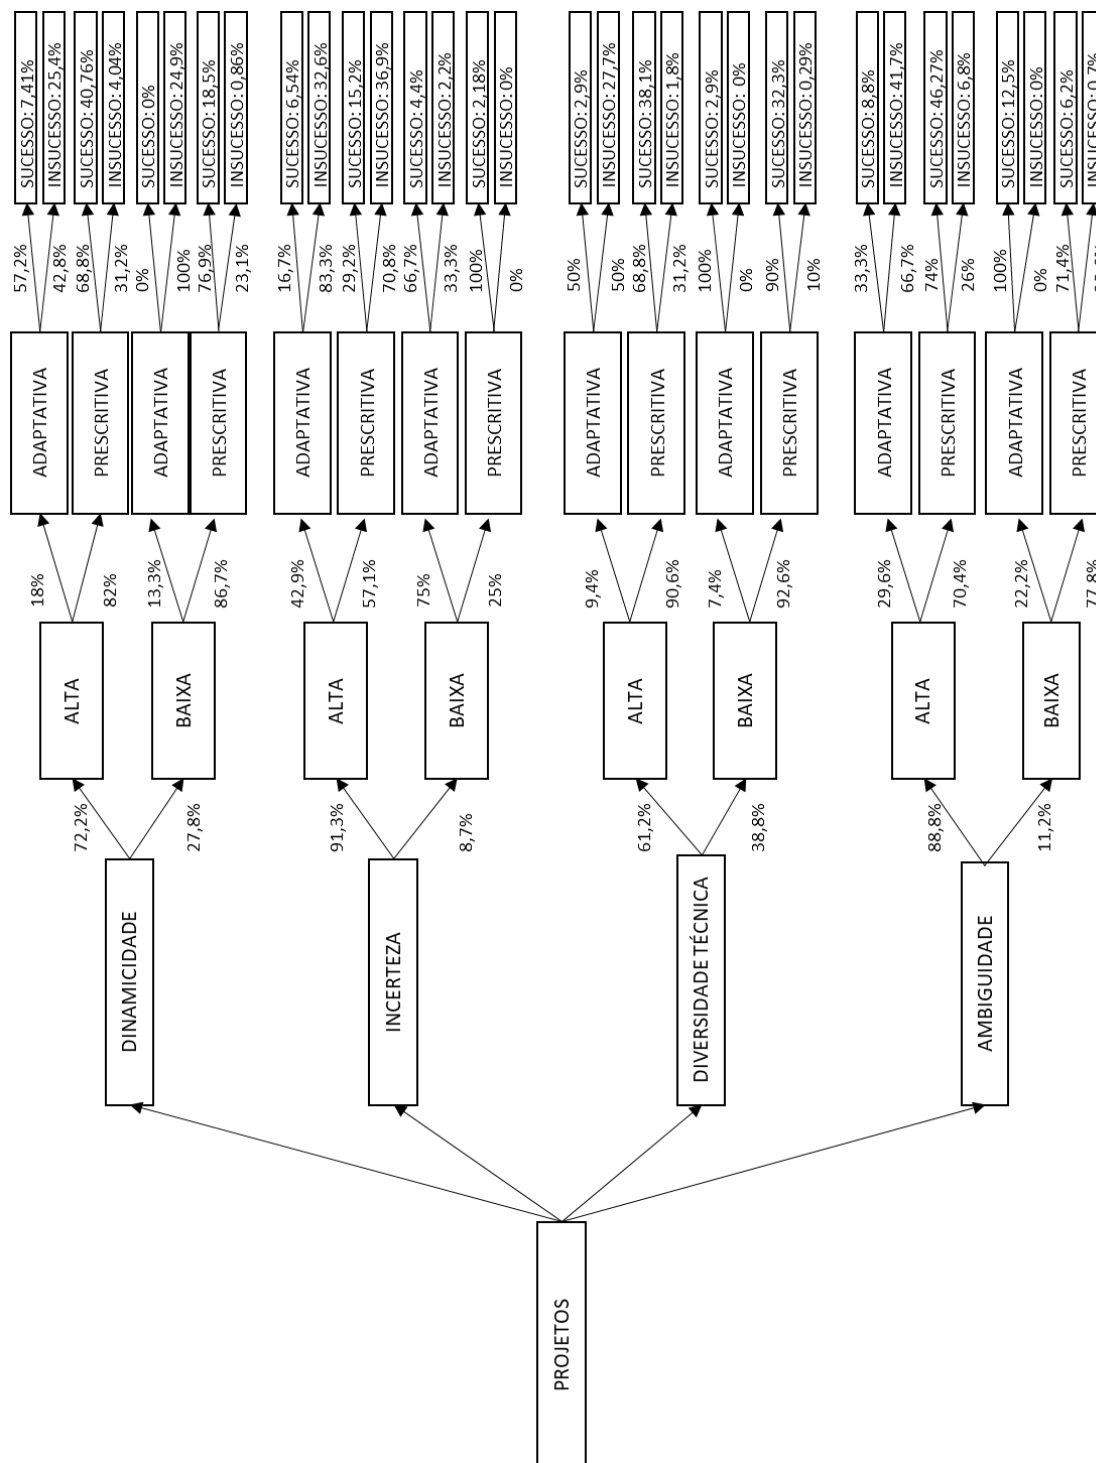 PROJETOS
DINAMICIDADE
72,2%
27,8%
ALTA
18%
82%
ADAPTATIVA
57,2%
42,8%
SUCESSO: 7,41%
INSUCESSO: 25,4%
PRESCRITIVA
68,8%
31,2%
SUCESSO: 40,76%
INSUCESSO: 4,04%
BAIXA
13,3%
86,7%
ADAPTATIVA
0%
100%
SUCESSO: 0%
INSUCESSO: 24,9%
PRESCRITIVA
76,9%
23,1%
SUCESSO: 18,5%
INSUCESSO: 0,86%
INCERTEZA
91,3%
8,7%
ALTA
42,9%
57,1%
ADAPTATIVA
16,7%
83,3%
SUCESSO: 6,54%
INSUCESSO: 32,6%
PRESCRITIVA
29,2%
70,8%
SUCESSO: 15,2%
INSUCESSO: 36,9%
BAIXA
75%
25%
ADAPTATIVA
66,7%
33,3%
SUCESSO: 4,4%
INSUCESSO: 2,2%
PRESCRITIVA
100%
0%
SUCESSO: 2,18%
INSUCESSO: 0%
DIVERSIDADE TÉCNICA
61,2%
38,8%
ALTA
9,4%
90,6%
ADAPTATIVA
50%
50%
SUCESSO: 2,9%
INSUCESSO: 27,7%
PRESCRITIVA
68,8%
31,2%
SUCESSO: 38,1%
INSUCESSO: 1,8%
BAIXA
7,4%
92,6%
ADAPTATIVA
100%
0%
SUCESSO: 2,9%
INSUCESSO: 0%
PRESCRITIVA
90%
10%
SUCESSO: 32,3%
INSUCESSO: 0,29%
AMBIGUIDADE
88,8%
11,2%
ALTA
29,6%
70,4%
ADAPTATIVA
33,3%
66,7%
SUCESSO: 8,8%
INSUCESSO: 41,7%
PRESCRITIVA
74%
26%
SUCESSO: 46,27%
INSUCESSO: 6,8%
BAIXA
22,2%
77,8%
ADAPTATIVA
100%
0%
SUCESSO: 12,5%
INSUCESSO: 0%
PRESCRITIVA
71,4%
SUCESSO: 6,2%
INSUCESSO: 0,7%